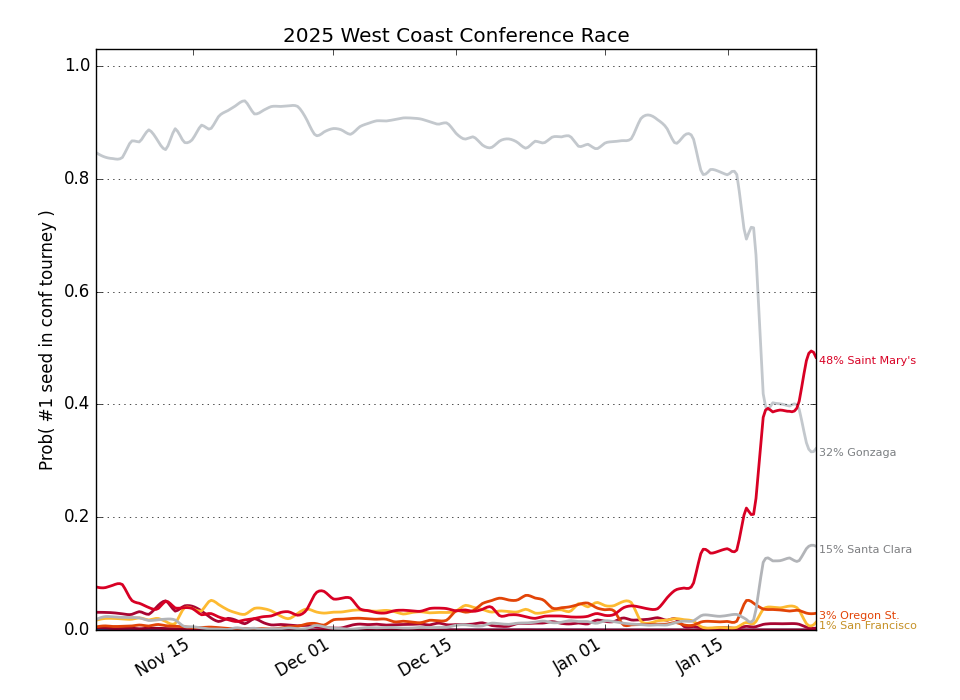 2025 West Coast Conference Race
Prob( #1 seed in conf tourney )
1.0
0.8
0.6
0.4
0.2
0.0
48% Saint Mary's
32% Gonzaga
15% Santa Clara
3% Oregon St.
1% San Francisco
Nov 15
Dec 01
Dec 15
Jan 01
Jan 15